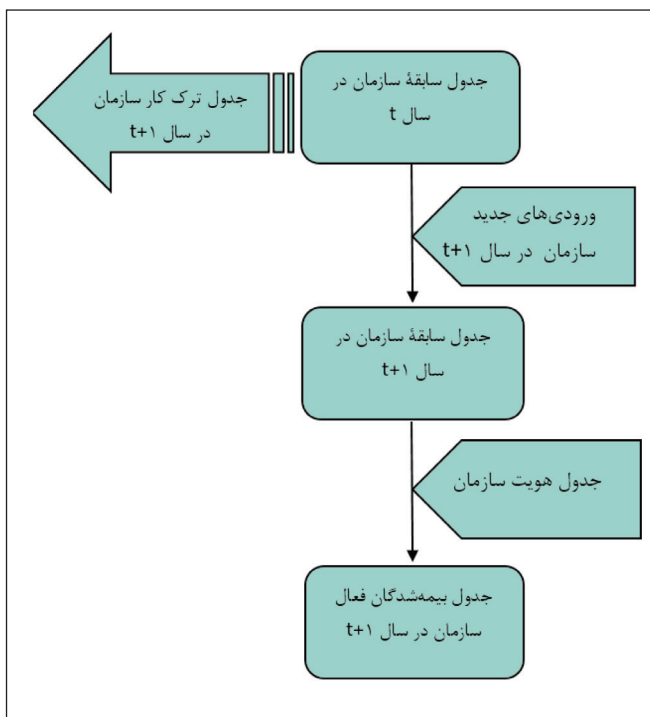 جدول سابقهٔ سازمان در
سال t
جدول ترک کار سازمان
در سال t+۱
ورودی‌های جدید
سازمان در سال t+۱
جدول سابقهٔ سازمان در
سال t+۱
جدول هویت سازمان
جدول بیمه‌شدگان فعال
سازمان در سال t+۱